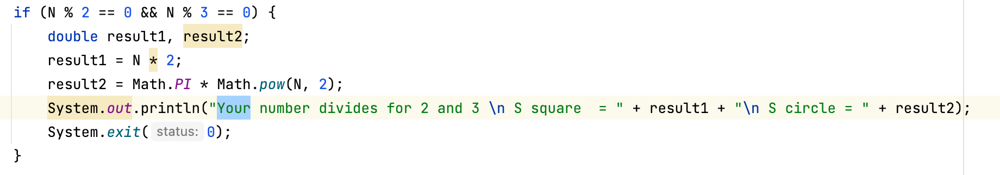 if (N % 2 == 0 && N % 3 == 0) {
    double result1, result2;
    result1 = N * 2;
    result2 = Math.PI * Math.pow(N, 2);
    System.out.println("Your number divides for 2 and 3 \n S square  = " + result1 + "\n S circle = " + result2);
    System.exit( status: 0);
}